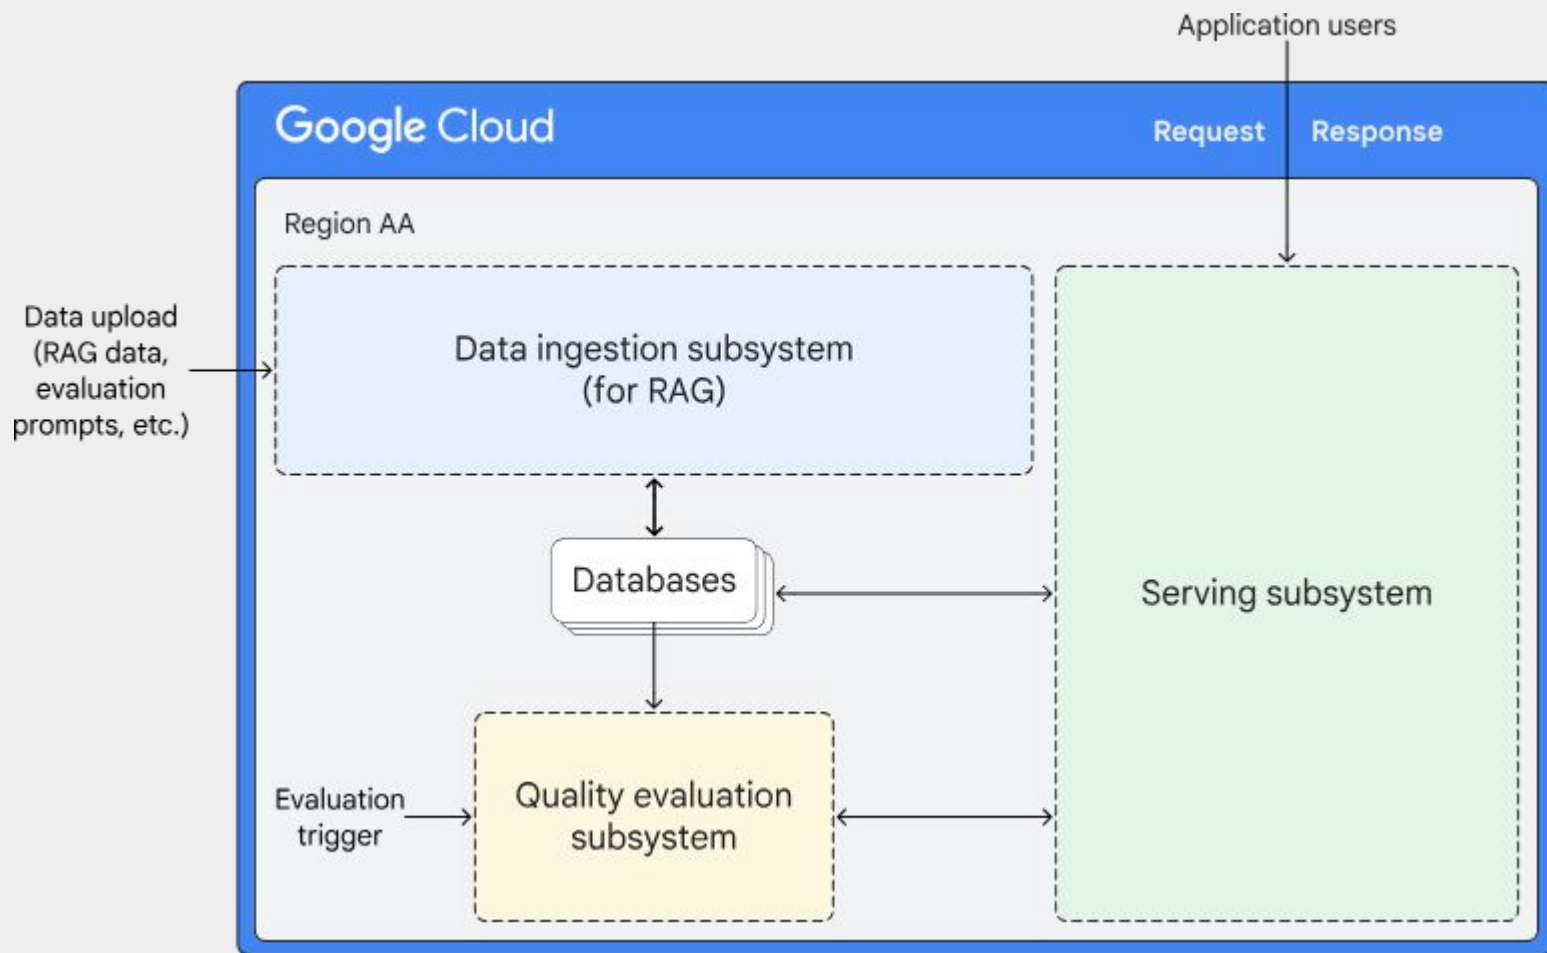 Application users
Google Cloud
Request
Response
Region AA
Data upload
(RAG data,
evaluation
prompts, etc.)
Data ingestion subsystem
(for RAG)
Databases
Serving subsystem
Evaluation
trigger
Quality evaluation
subsystem